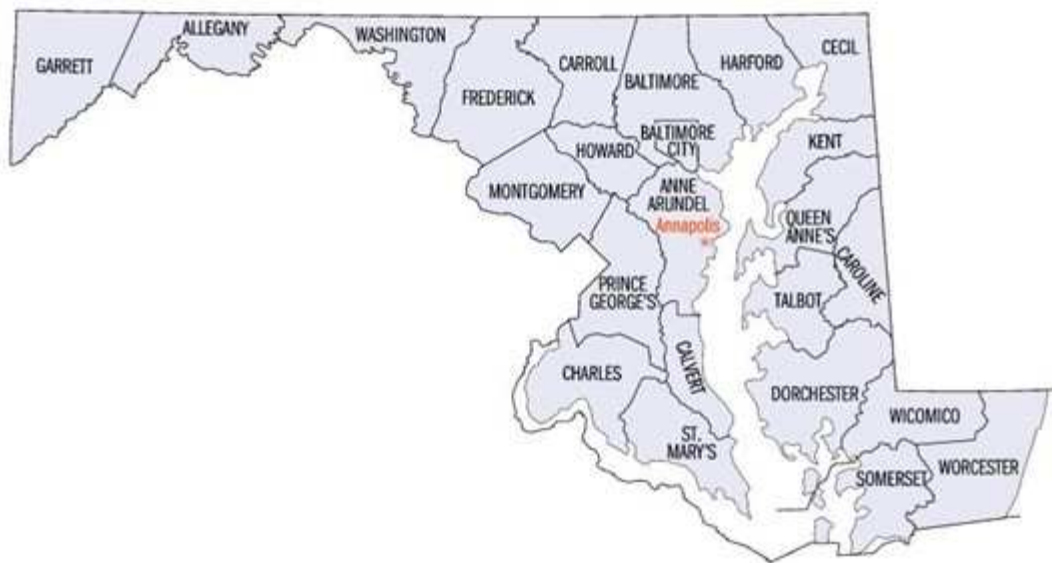 ALLEGANY
WASHINGTON
GARRETT
CARROLL
HARFORD
CECIL
FREDERICK
BALTIMORE
BALTIMORE
CITY
HOWARD
KENT
MONTGOMERY
ANNE
ARUNDEL
Annapolis
QUEEN
ANNE'S
CAROLINE
PRINCE
GEORGE'S
TALBOT
CHARLES
CALVERT
DORCHESTER
WICOMICO
ST.
MARY'S
SOMERSET
WORCESTER